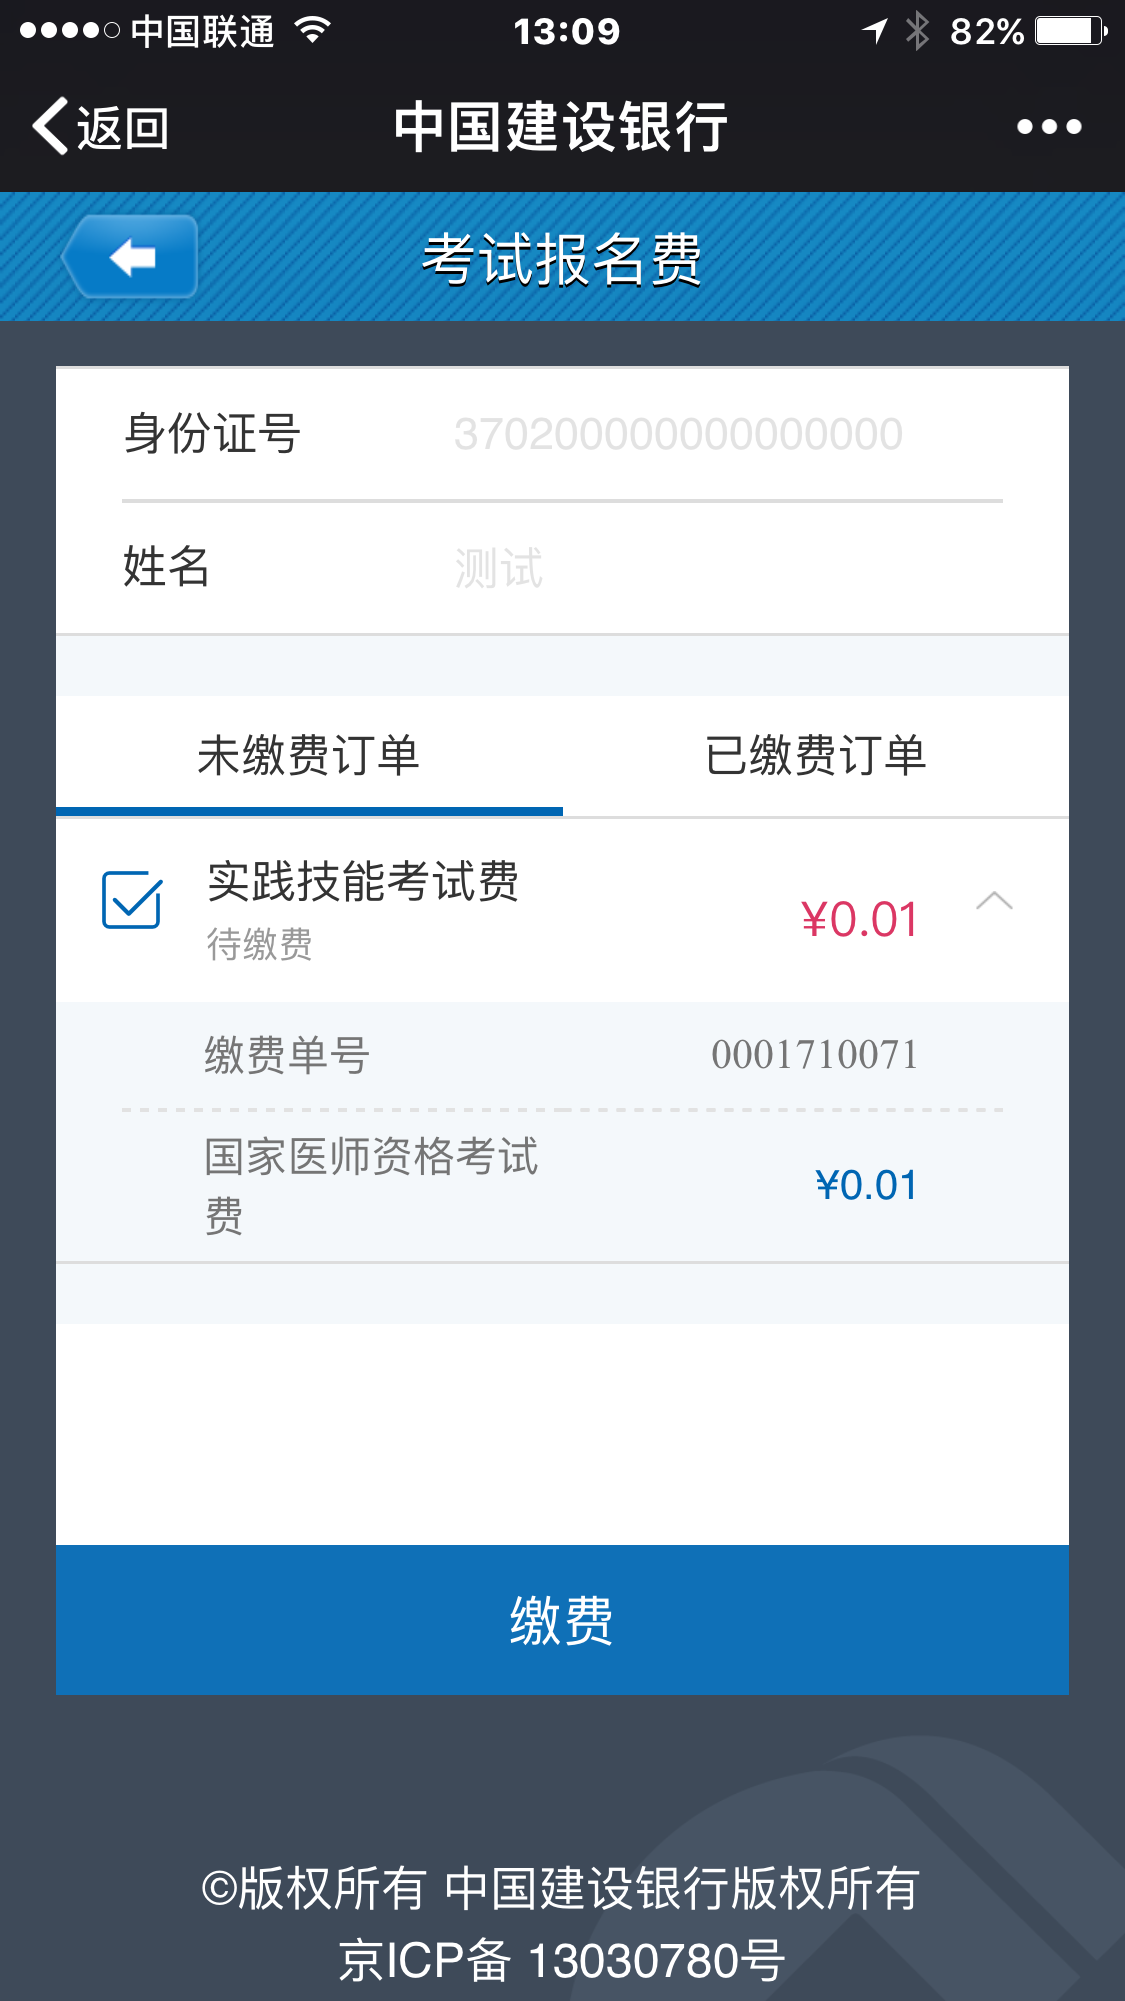 中国联通 13:09 82%
返回 中国建设银行
考试报名费
身份证号 370200000000000000
姓名 测试
未缴费订单 已缴费订单
实践技能考试费
待缴费
¥0.01
缴费单号 0001710071
国家医师资格考试
费
¥0.01
缴费
©版权所有 中国建设银行版权所有
京ICP备 13030780号